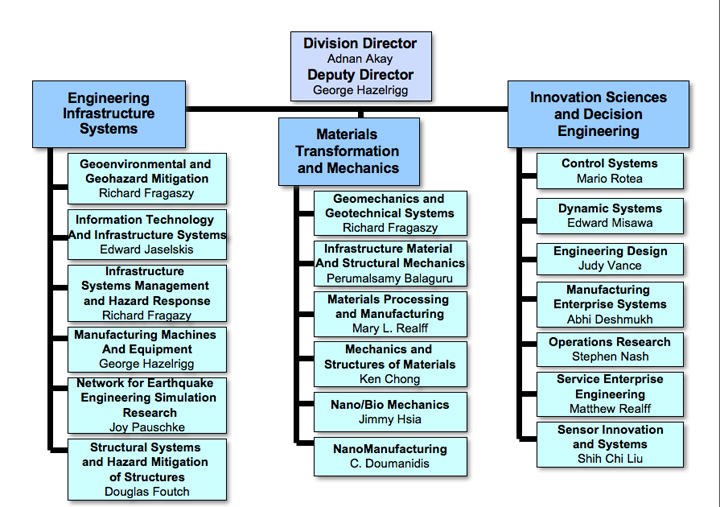 Division Director
Adnan Akay
Deputy Director
George Hazelrigg
Engineering
Infrastructure
Systems
Geoenvironmental and
Geohazard Mitigation
Richard Fragaszy
Information Technology
And Infrastructure Systems
Edward Jaselskis
Infrastructure
Systems Management
and Hazard Response
Richard Fragazy
Manufacturing Machines
And Equipment
George Hazelrigg
Network for Earthquake
Engineering Simulation
Research
Joy Pauschke
Structural Systems
and Hazard Mitigation
of Structures
Douglas Foutch
Materials
Transformation
and Mechanics
Geomechanics and
Geotechnical Systems
Richard Fragaszy
Infrastructure Material
And Structural Mechanics
Perumalsamy Balaguru
Materials Processing
and Manufacturing
Mary L. Realff
Mechanics and
Structures of Materials
Ken Chong
Nano/Bio Mechanics
Jimmy Hsia
NanoManufacturing
C. Doumanidis
Innovation Sciences
and Decision
Engineering
Control Systems
Mario Rotea
Dynamic Systems
Edward Misawa
Engineering Design
Judy Vance
Manufacturing
Enterprise Systems
Abhi Deshmukh
Operations Research
Stephen Nash
Service Enterprise
Engineering
Matthew Realff
Sensor Innovation
and Systems
Shih Chi Liu